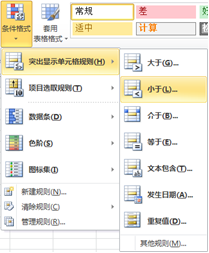 条件格式
套用
表格格式
常规
差
好
适中
计算
突出显示单元格规则(H)
项目选取规则(T)
数据条(D)
色阶(S)
图标集(I)
新建规则(N)...
清除规则(C)
管理规则(R)...
大于(G)...
小于(L)...
介于(B)...
等于(E)...
文本包含(T)...
发生日期(A)...
重复值(D)...
其他规则(M)...